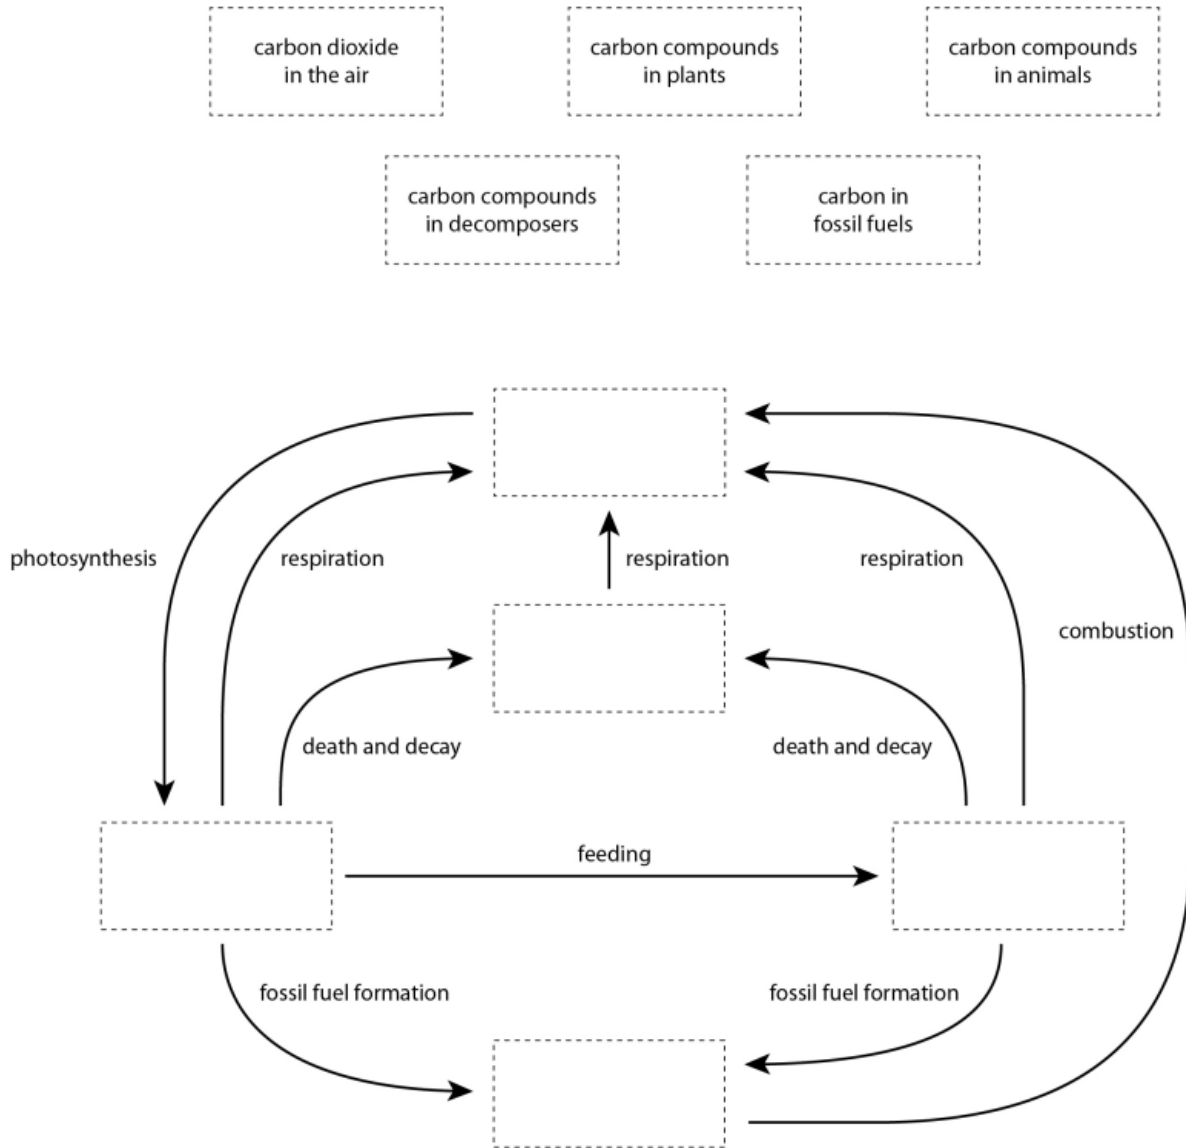 carbon dioxide
in the air
carbon compounds
in plants
carbon compounds
in animals
carbon compounds
in decomposers
carbon in
fossil fuels
photosynthesis
respiration
respiration
respiration
combustion
death and decay
death and decay
feeding
fossil fuel formation
fossil fuel formation